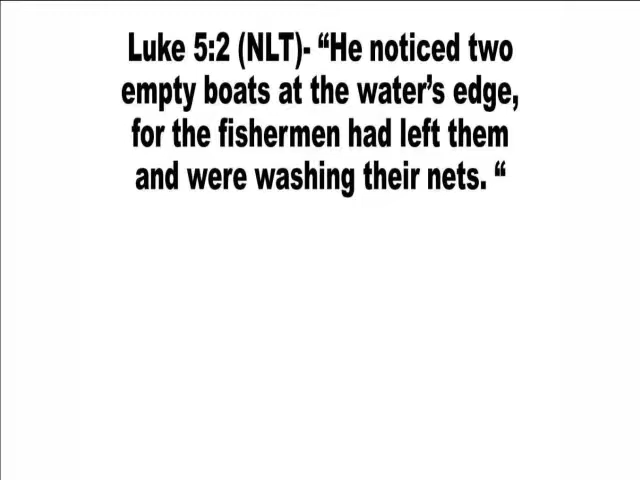 Luke 5:2 (NLT)- “He noticed two
empty boats at the water’s edge,
for the fishermen had left them
and were washing their nets. “